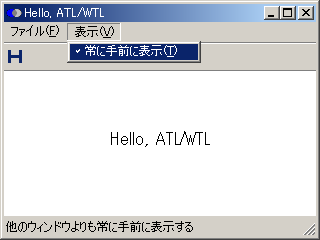 Hello, ATL/WTL
ファイル(F) 表示(V)
✓ 常に手前に表示(T)
Hello, ATL/WTL
他のウィンドウよりも常に手前に表示する